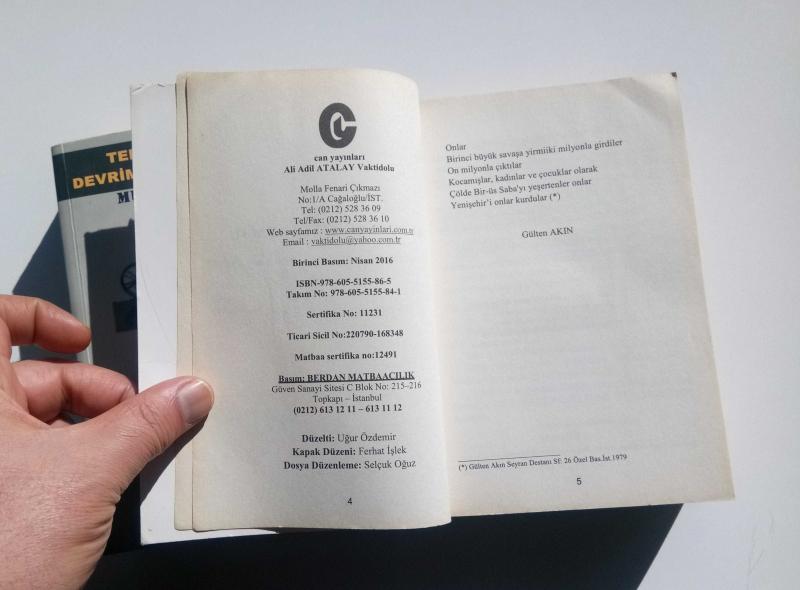 DEVRİM
can yayınları
Ali Adil ATALAY Vaktidolu
Molla Fenari Çıkmazı
No:1/A Cağaloğlu/İST.
Tel: (0212) 528 36 09
Tel/Fax: (0212) 528 36 10
Web sayfamız : www.canyayinlari.com.tr
Email : vaktidolu@yahoo.com.tr
Birinci Basım: Nisan 2016
ISBN-978-605-5155-86-5
Takım No: 978-605-5155-84-1
Sertifika No: 11231
Ticari Sicil No:220790-168348
Matbaa sertifika no:12491
Basım: BERDAN MATBAACILIK
Güven Sanayi Sitesi C Blok No: 215–216
Topkapı – İstanbul
(0212) 613 12 11 – 613 11 12
Düzelti: Uğur Özdemir
Kapak Düzeni: Ferhat İşlek
Dosya Düzenleme: Selçuk Oğuz
4
Onlar
Birinci büyük savaşa yirmiiki milyonla girdiler
On milyonla çıktılar
Kocamışlar, kadınlar ve çocuklar olarak
Çölde Bir-üs Saba'yı yeşertenler onlar
Yenişehir'i onlar kurdular (*)
Gülten AKIN
(*) Gülten Akın Seyran Destanı Sf: 26 Özel Bas.İst.1979
5